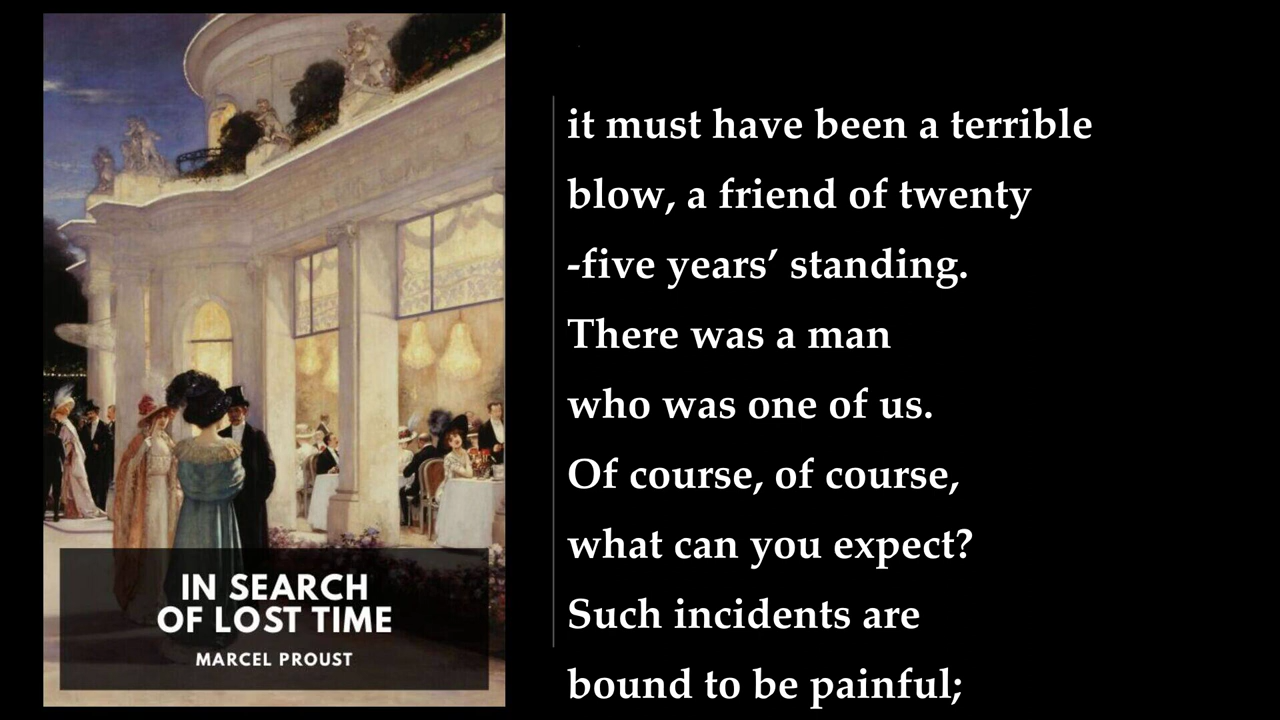 IN SEARCH
OF LOST TIME
MARCEL PROUST
it must have been a terrible
blow, a friend of twenty
-five years’ standing.
There was a man
who was one of us.
Of course, of course,
what can you expect?
Such incidents are
bound to be painful;